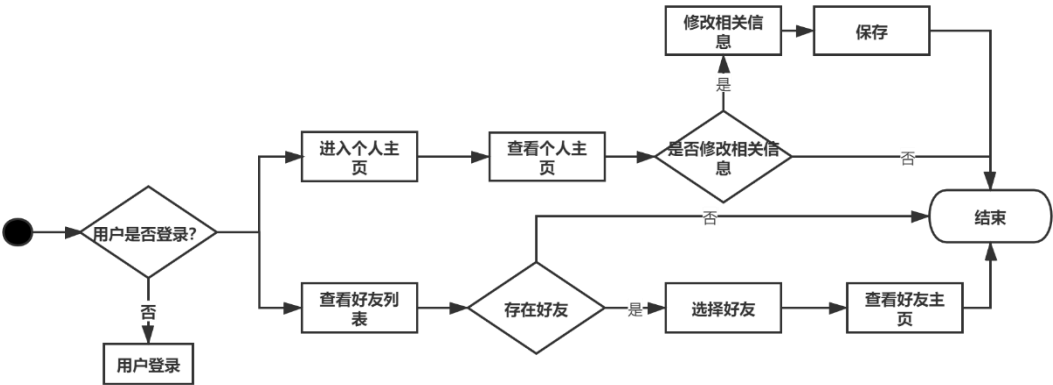 修改相关信
息
保存
是
进入个人主
页
查看个人主
页
是否修改相关信
息
否
用户是否登录?
否
结束
查看好友列
表
存在好友
是
选择好友
查看好友主
页
否
用户登录